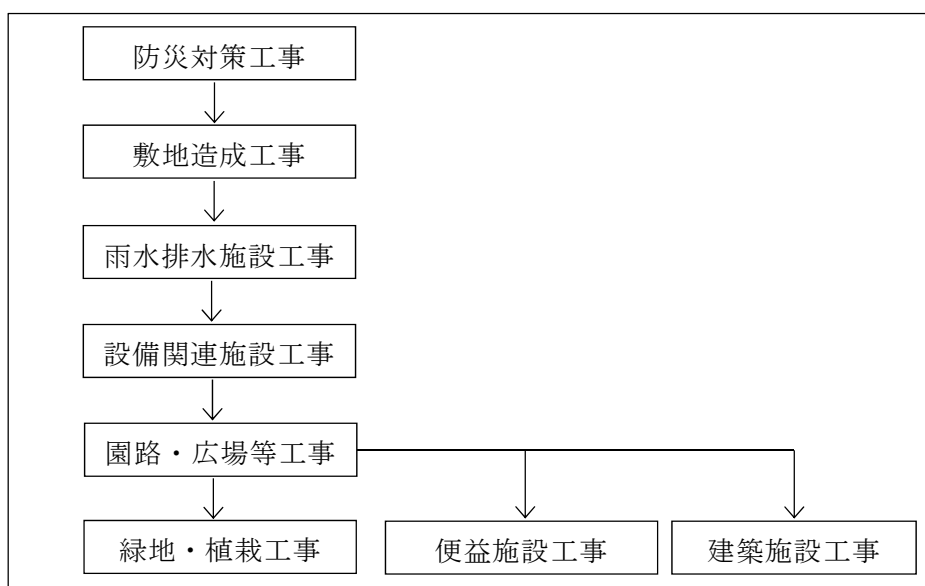 防災対策工事
敷地造成工事
雨水排水施設工事
設備関連施設工事
園路・広場等工事
緑地・植栽工事
便益施設工事
建築施設工事